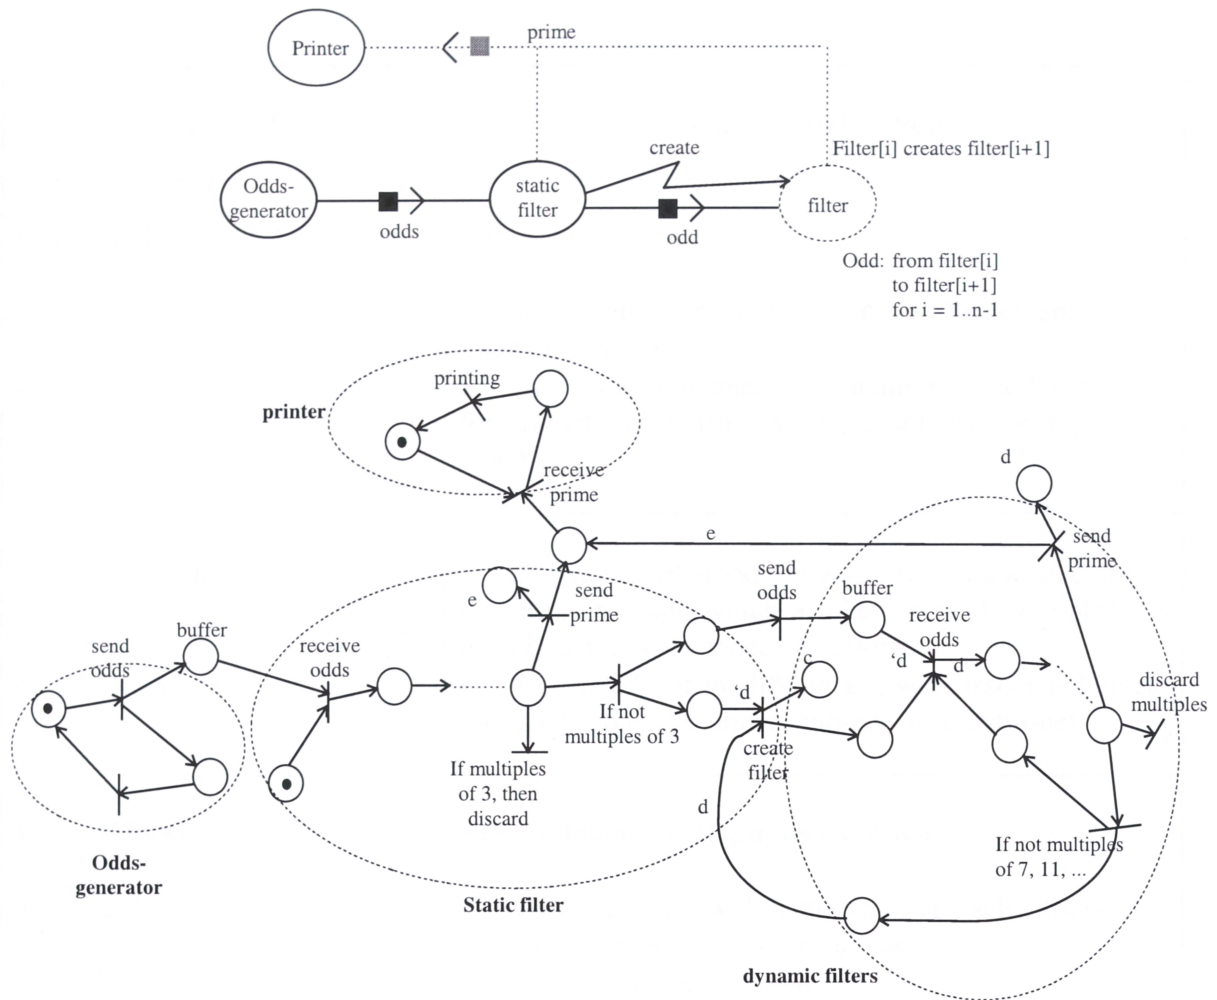 Printer
prime
create
Filter[i] creates filter[i+1]
Odds-
generator
static
filter
filter
odds
odd
Odd: from filter[i]
to filter[i+1]
for i = 1..n-1
printing
printer
receive
prime
d
e
send
prime
send
odds
buffer
e
send
prime
receive
odds
send
odds
buffer
receive
odds
c
'd
d
'd
discard
multiples
If not
multiples of 3
create
filter
If multiples
of 3, then
discard
d
If not multiples
of 7, 11, ...
Odds-
generator
Static filter
dynamic filters